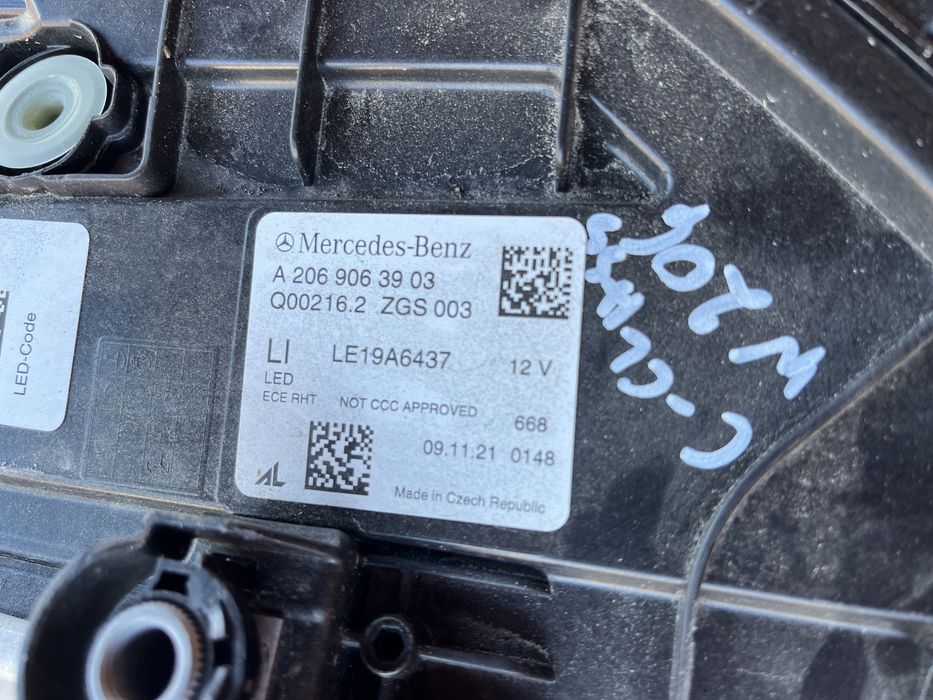 Mercedes-Benz
A 206 906 39 03
Q00216.2 ZGS 003
LI LE19A6437 12 V
LED
ECE RHT NOT CCC APPROVED 668
09.11.21 0148
AL
Made in Czech Republic
LED-Code
W206
C-class